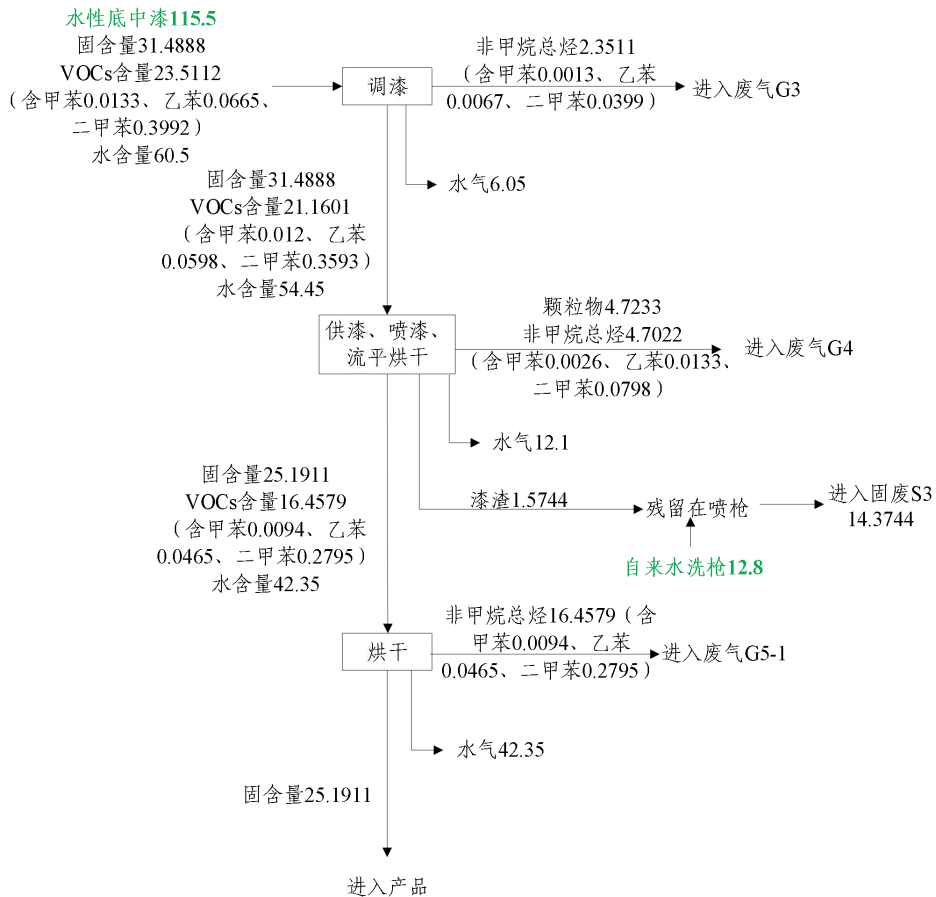 水性底中漆115.5
固含量31.4888
VOCs含量23.5112
（含甲苯0.0133、乙苯0.0665、
二甲苯0.3992）
水含量60.5
调漆
非甲烷总烃2.3511
（含甲苯0.0013、乙苯
0.0067、二甲苯0.0399）
进入废气G3
水气6.05
固含量31.4888
VOCs含量21.1601
（含甲苯0.012、乙苯
0.0598、二甲苯0.3593）
水含量54.45
供漆、喷漆、
流平烘干
颗粒物4.7233
非甲烷总烃4.7022
（含甲苯0.0026、乙苯0.0133、
二甲苯0.0798）
进入废气G4
水气12.1
固含量25.1911
VOCs含量16.4579
（含甲苯0.0094、乙苯
0.0465、二甲苯0.2795）
水含量42.35
漆渣1.5744
残留在喷枪
进入固废S3
14.3744
自来水洗枪12.8
烘干
非甲烷总烃16.4579（含
甲苯0.0094、乙苯
0.0465、二甲苯0.2795）
进入废气G5-1
水气42.35
固含量25.1911
进入产品